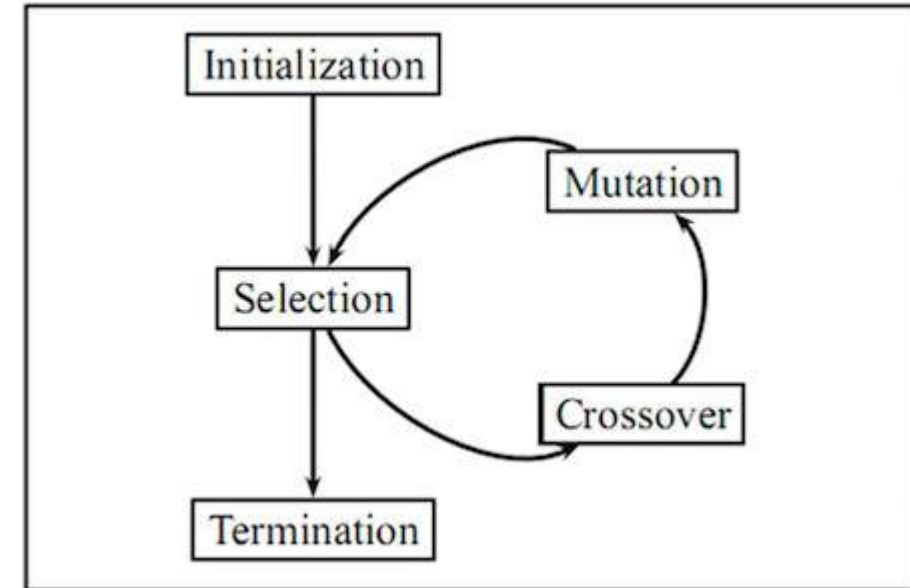 Initialization
Mutation
Selection
Crossover
Termination